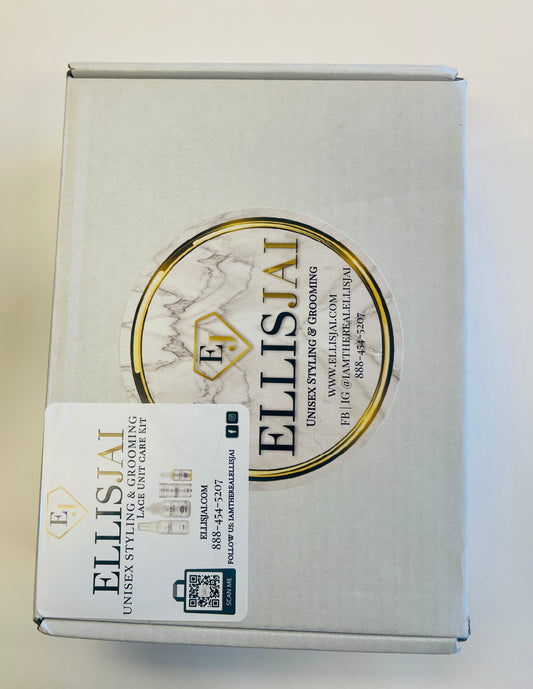 EJ
ELLISJAI
UNISEX STYLING & GROOMING
WWW.ELLISJAI.COM
FB | IG @IAMTHEREALELLISJAI
888-454-5207
EJ
ELLISJAI
UNISEX STYLING & GROOMING
LACE UNIT CARE KIT
ELLISJAI.COM
888-454-5207
FOLLOW US: IAMTHEREALELLISJAI
SCAN ME